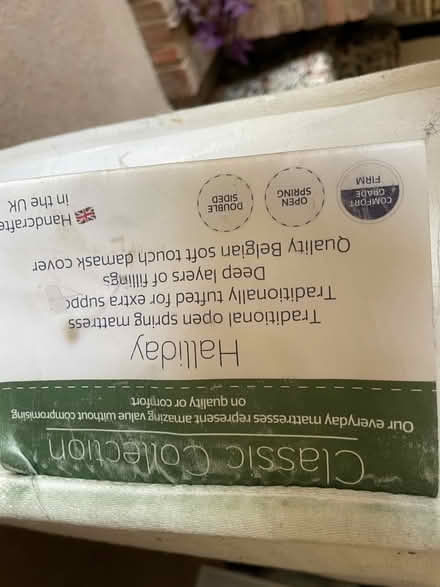 Classic Collection
Our everyday mattresses represent amazing value without compromising
on quality or comfort
Halliday
Traditional open spring mattress
Traditionally tufted for extra suppo
Deep layers of fillings
Quality Belgian soft touch damask cover
COMFORT
GRADE
FIRM
OPEN
SPRING
DOUBLE
SIDED
Handcrafte
in the UK